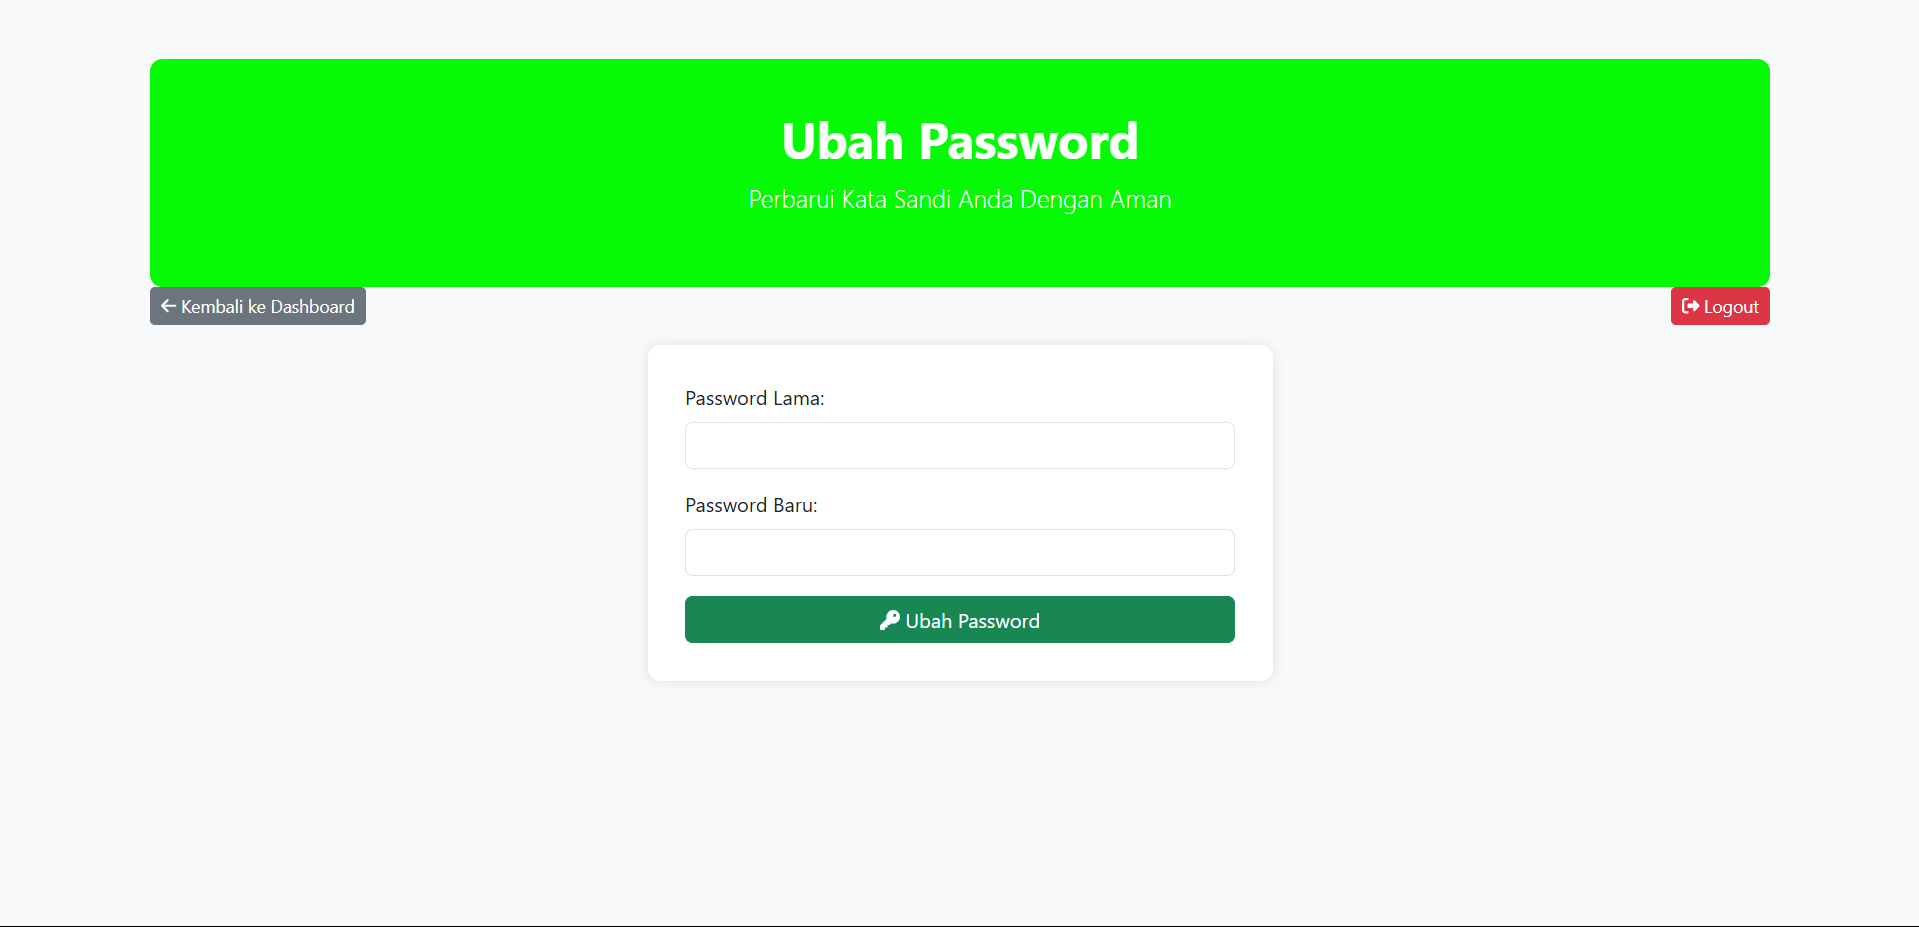 Ubah Password
Perbarui Kata Sandi Anda Dengan Aman
Kembali ke Dashboard
Logout
Password Lama:
Password Baru:
Ubah Password